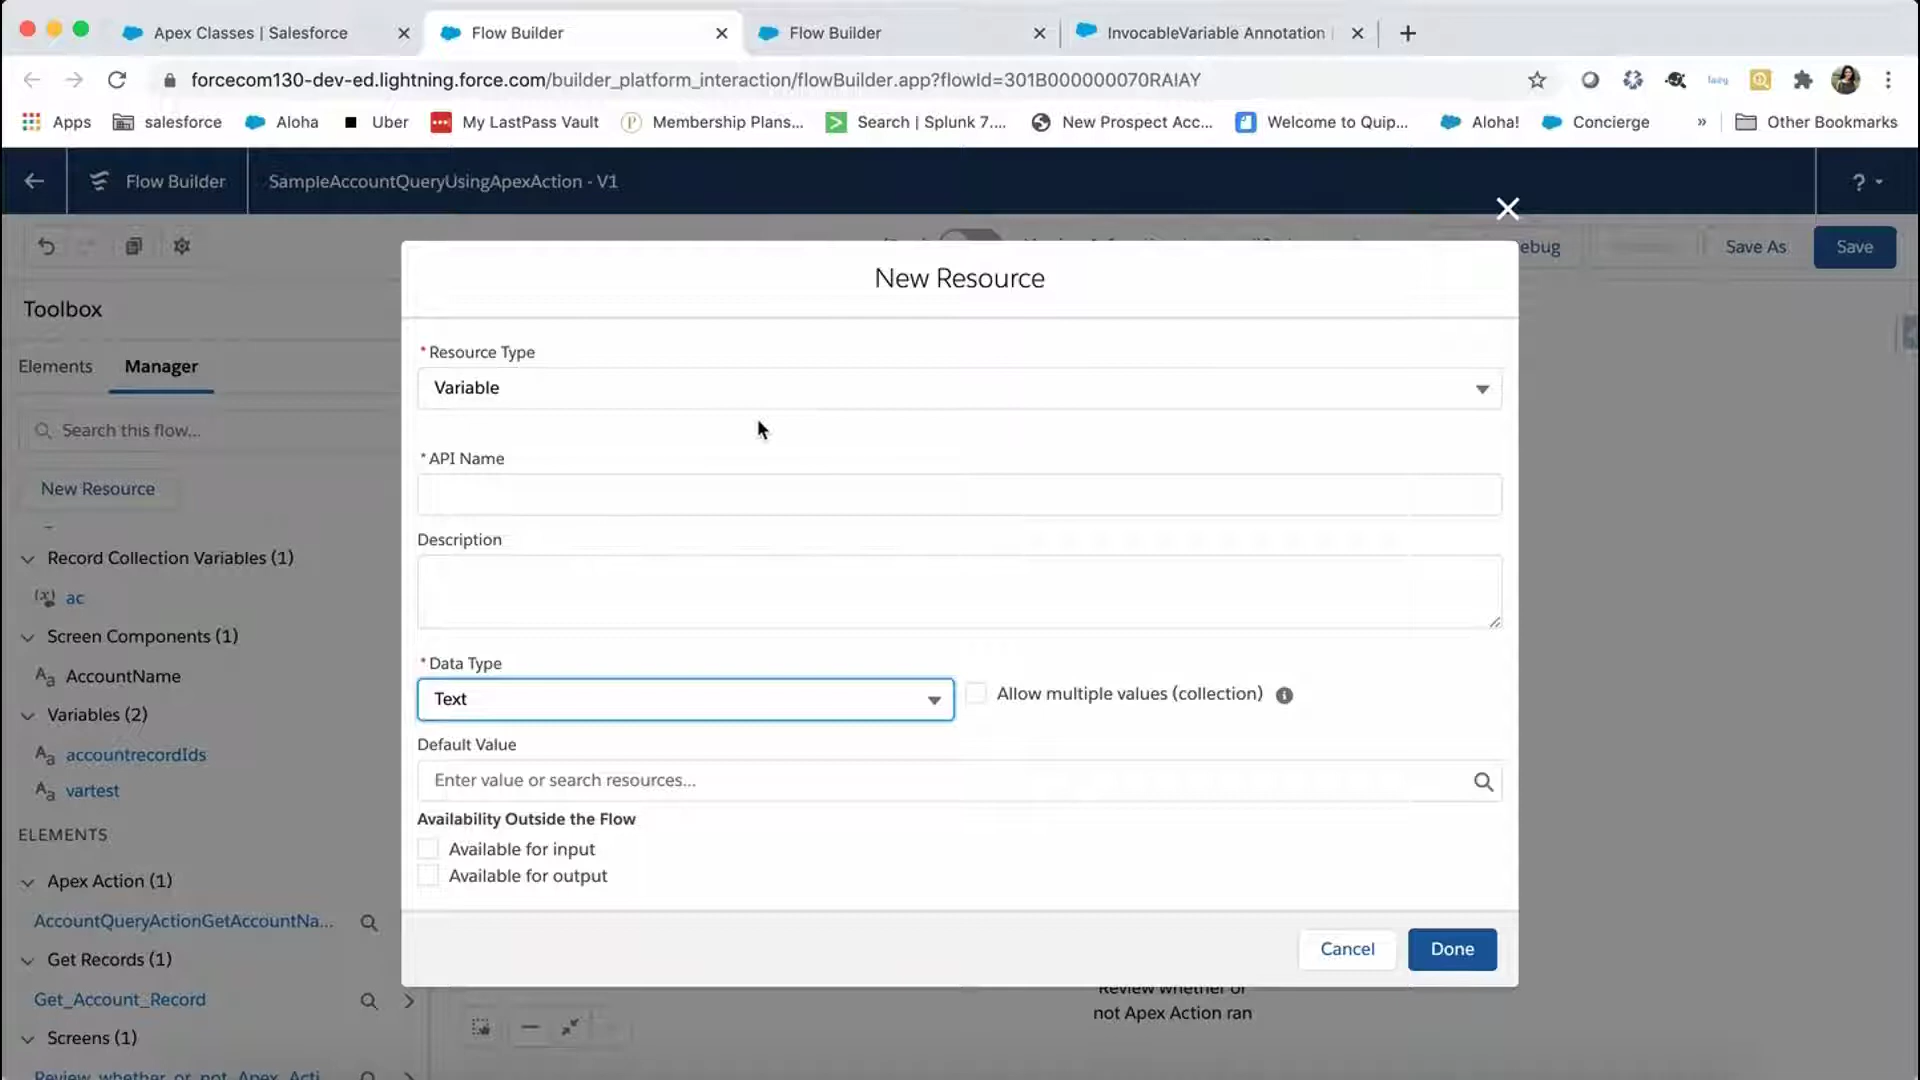 Apex Classes | Salesforce
Flow Builder
Flow Builder
InvocableVariable Annotation |
forcecom130-dev-ed.lightning.force.com/builder_platform_interaction/flowBuilder.app?flowId=301B000000070RAIAY
Apps
salesforce
Aloha
Uber
My LastPass Vault
Membership Plans...
Search | Splunk 7....
New Prospect Acc...
Welcome to Quip...
Aloha!
Concierge
»
Other Bookmarks
Flow Builder
SampleAccountQueryUsingApexAction - V1
?
ebug
Save As
Save
New Resource
Toolbox
Elements
Manager
Search this flow...
New Resource
Record Collection Variables (1)
ac
Screen Components (1)
AccountName
Variables (2)
accountrecordIds
vartest
ELEMENTS
Apex Action (1)
AccountQueryActionGetAccountNa...
Get Records (1)
Get_Account_Record
Screens (1)
Review_whether_or_not_Apex_Acti...
* Resource Type
Variable
* API Name
Description
* Data Type
Text
Allow multiple values (collection)
Default Value
Enter value or search resources...
Availability Outside the Flow
Available for input
Available for output
Cancel
Done
Review whether or
not Apex Action ran